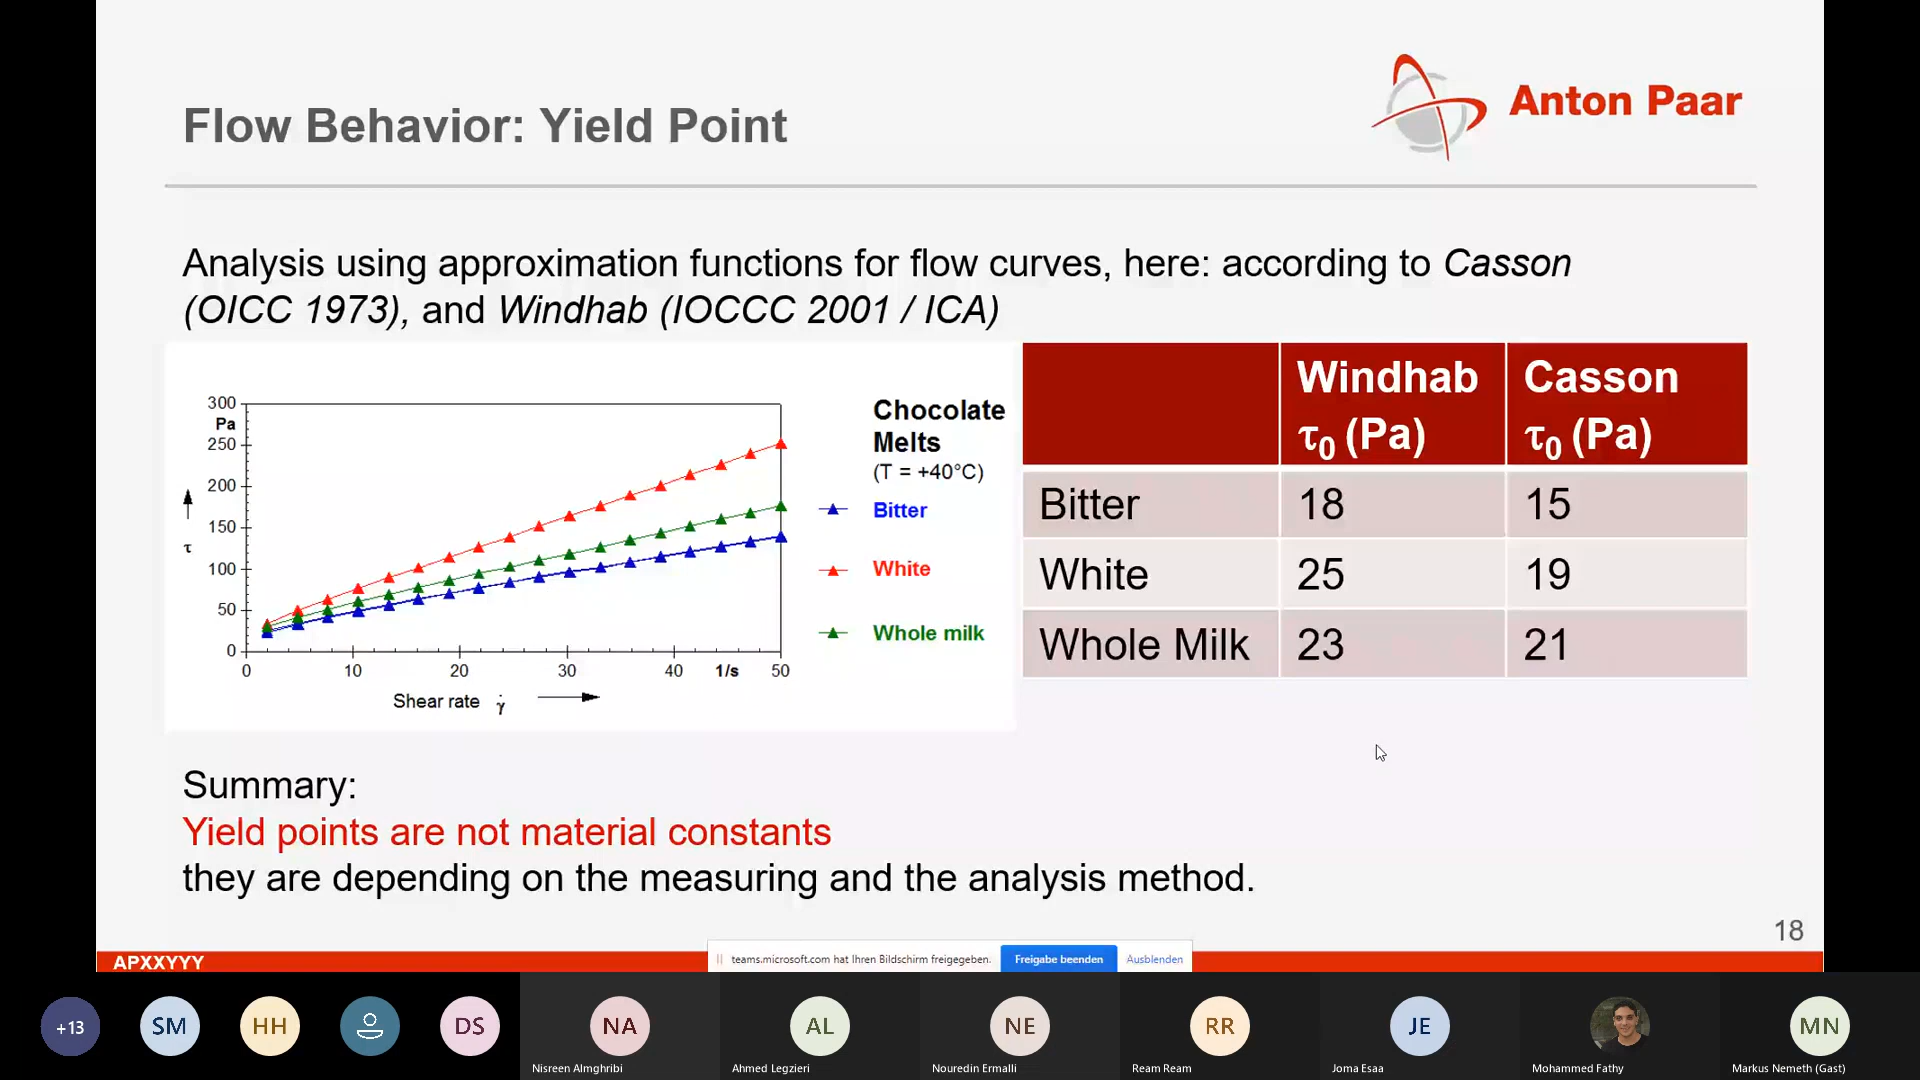 Anton Paar
Flow Behavior: Yield Point
Analysis using approximation functions for flow curves, here: according to Casson
(OICC 1973), and Windhab (IOCCC 2001 / ICA)
300
Pa
250
200
150
100
50
0
τ
0 10 20 30 40 1/s 50
Shear rate γ̇
Chocolate
Melts
(T = +40°C)
Bitter
White
Whole milk
Windhab Casson
τ0 (Pa) τ0 (Pa)
Bitter 18 15
White 25 19
Whole Milk 23 21
Summary:
Yield points are not material constants
they are depending on the measuring and the analysis method.
18
APXXYYY
teams.microsoft.com hat Ihren Bildschirm freigegeben. Freigabe beenden Ausblenden
+13 SM HH DS NA AL NE RR JE MN
Nisreen Almghribi Ahmed Legzieri Nouredin Ermalli Ream Ream Joma Esaa Mohammed Fathy Markus Nemeth (Gast)